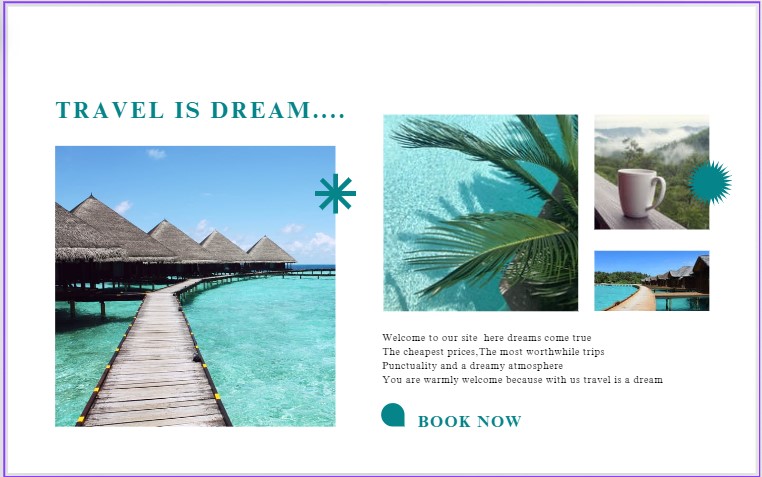 TRAVEL IS DREAM....
Welcome to our site  here dreams come true
The cheapest prices,The most worthwhile trips
Punctuality and a dreamy atmosphere
You are warmly welcome because with us travel is a dream
BOOK NOW